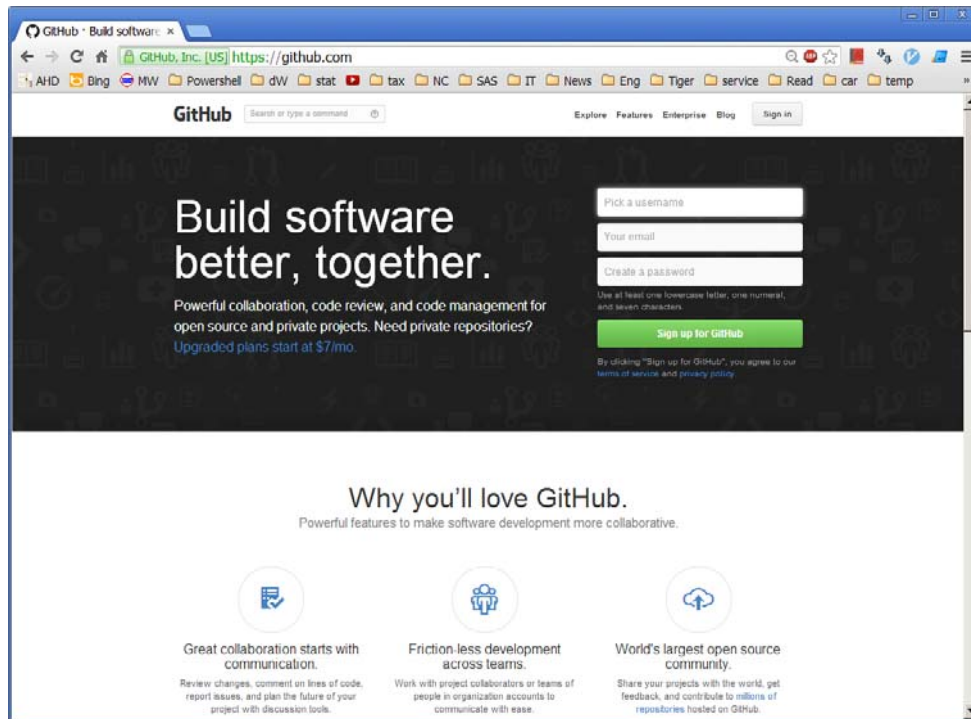 GitHub · Build software
GitHub, Inc. [US] https://github.com
AHD Bing MW Powershell dW stat tax NC SAS IT News Eng Tiger service Read car temp »
GitHub Search or type a command Explore Features Enterprise Blog Sign in
Build software
better, together.
Powerful collaboration, code review, and code management for
open source and private projects. Need private repositories?
Upgraded plans start at $7/mo.
Pick a username
Your email
Create a password
Use at least one lowercase letter, one numeral,
and seven characters.
Sign up for GitHub
By clicking "Sign up for GitHub", you agree to our
terms of service and privacy policy.
Why you'll love GitHub.
Powerful features to make software development more collaborative.
Great collaboration starts with
communication.
Review changes, comment on lines of code,
report issues, and plan the future of your
project with discussion tools.
Friction-less development
across teams.
Work with project collaborators or teams of
people in organization accounts to
communicate with ease.
World's largest open source
community.
Share your projects with the world, get
feedback, and contribute to millions of
repositories hosted on GitHub.